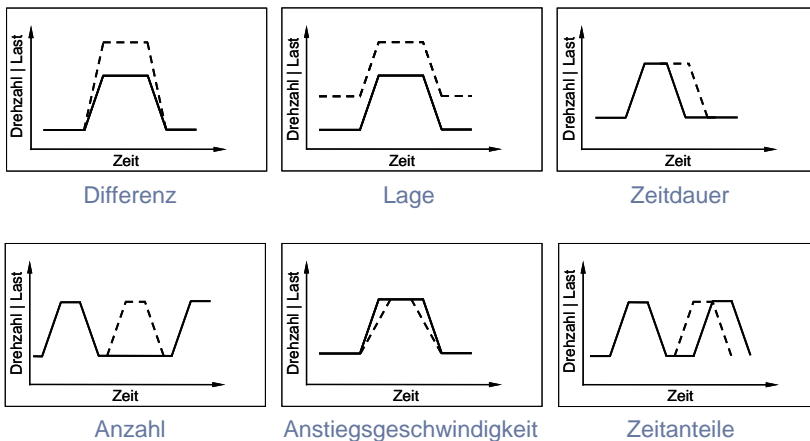 Drehzahl | Last
Zeit
Differenz
Drehzahl | Last
Zeit
Lage
Drehzahl | Last
Zeit
Zeitdauer
Drehzahl | Last
Zeit
Anzahl
Drehzahl | Last
Zeit
Anstiegsgeschwindigkeit
Drehzahl | Last
Zeit
Zeitanteile